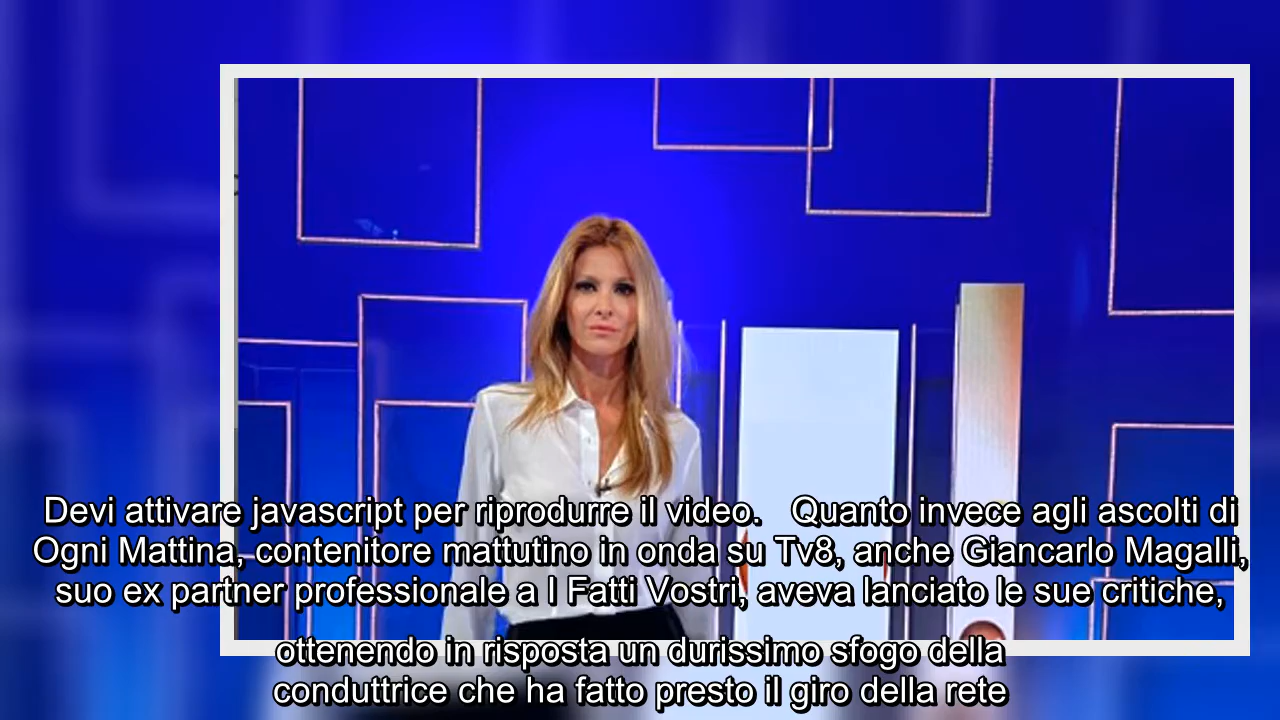 Devi attivare javascript per riprodurre il video.   Quanto invece agli ascolti di
Ogni Mattina, contenitore mattutino in onda su Tv8, anche Giancarlo Magalli,
suo ex partner professionale a I Fatti Vostri, aveva lanciato le sue critiche,
ottenendo in risposta un durissimo sfogo della
conduttrice che ha fatto presto il giro della rete